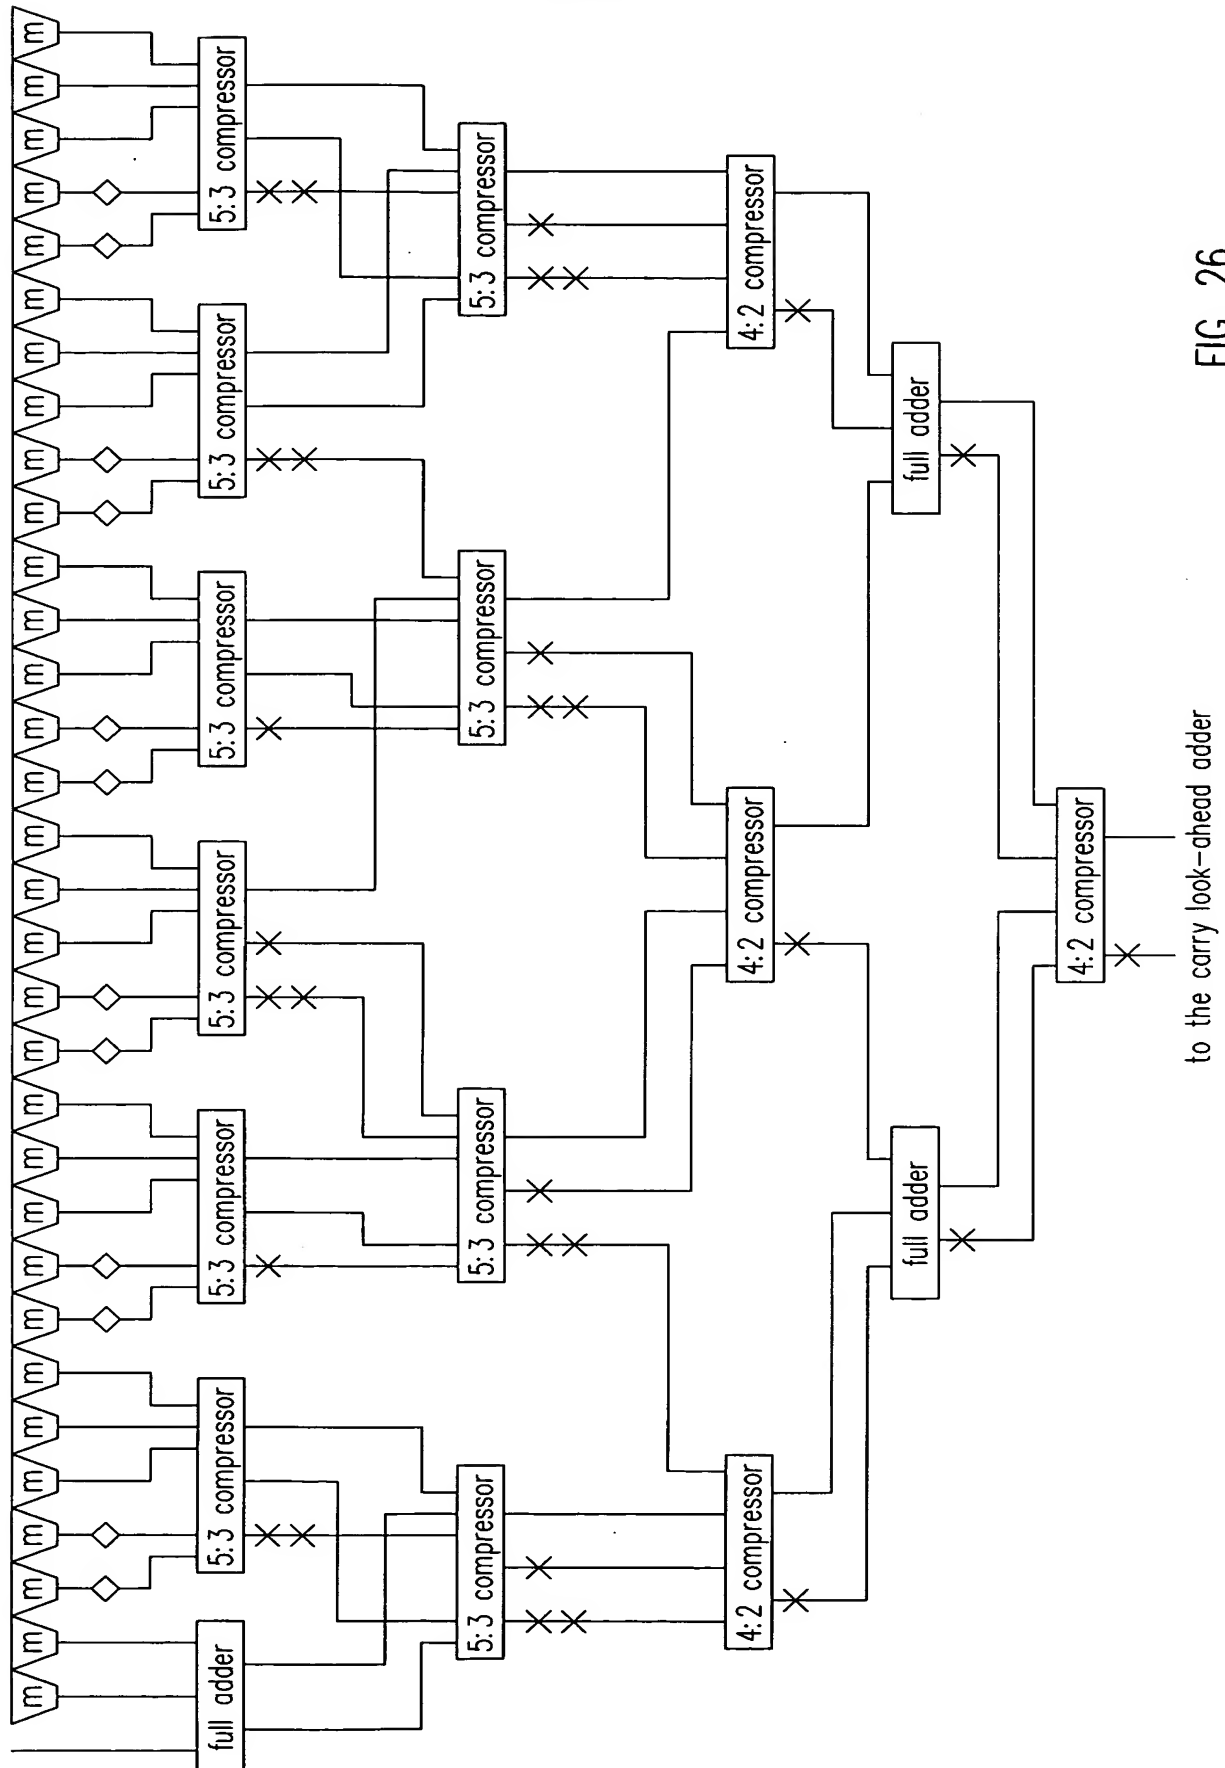 m m m m m m m m m m m m m m m m m m m m m m m m m m m m m m m m
full adder 5:3 compressor 5:3 compressor 5:3 compressor 5:3 compressor 5:3 compressor 5:3 compressor
5:3 compressor 5:3 compressor 5:3 compressor 5:3 compressor
4:2 compressor 4:2 compressor 4:2 compressor
full adder full adder
4:2 compressor
to the carry look-ahead adder
FIG. 26